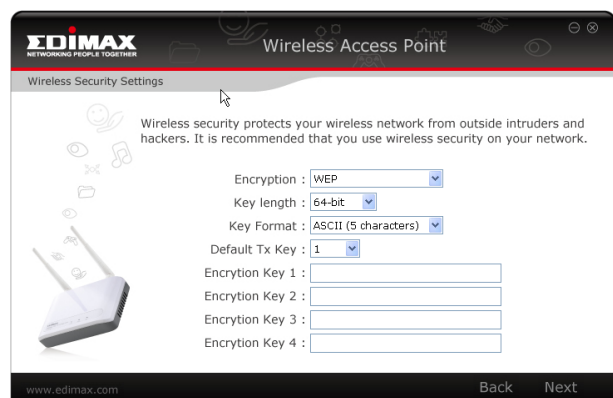 EDIMAX
NETWORKING PEOPLE TOGETHER
Wireless Access Point
Wireless Security Settings
Wireless security protects your wireless network from outside intruders and
hackers. It is recommended that you use wireless security on your network.
Encryption : WEP
Key length : 64-bit
Key Format : ASCII (5 characters)
Default Tx Key : 1
Encrytion Key 1 :
Encrytion Key 2 :
Encrytion Key 3 :
Encrytion Key 4 :
www.edimax.com
Back Next